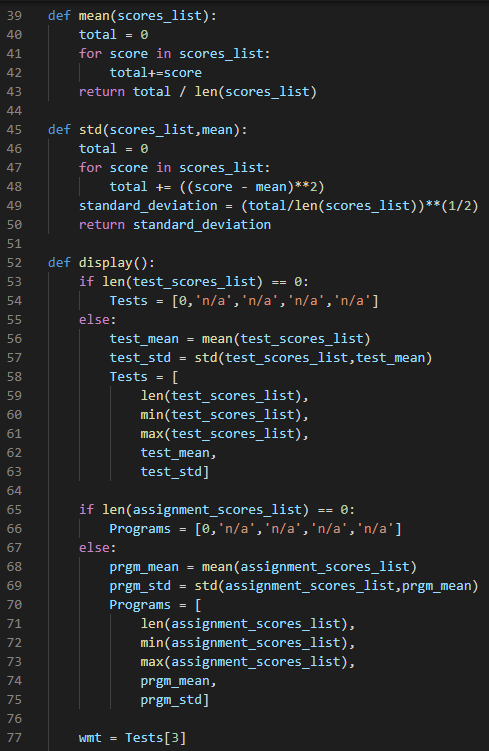 39 def mean(scores_list):
40     total = 0
41     for score in scores_list:
42         total+=score
43     return total / len(scores_list)
44
45 def std(scores_list,mean):
46     total = 0
47     for score in scores_list:
48         total += ((score - mean)**2)
49     standard_deviation = (total/len(scores_list))**(1/2)
50     return standard_deviation
51
52 def display():
53     if len(test_scores_list) == 0:
54         Tests = [0,'n/a','n/a','n/a','n/a']
55     else:
56         test_mean = mean(test_scores_list)
57         test_std = std(test_scores_list,test_mean)
58         Tests = [
59             len(test_scores_list),
60             min(test_scores_list),
61             max(test_scores_list),
62             test_mean,
63             test_std]
64
65     if len(assignment_scores_list) == 0:
66         Programs = [0,'n/a','n/a','n/a','n/a']
67     else:
68         prgm_mean = mean(assignment_scores_list)
69         prgm_std = std(assignment_scores_list,prgm_mean)
70         Programs = [
71             len(assignment_scores_list),
72             min(assignment_scores_list),
73             max(assignment_scores_list),
74             prgm_mean,
75             prgm_std]
76
77     wmt = Tests[3]